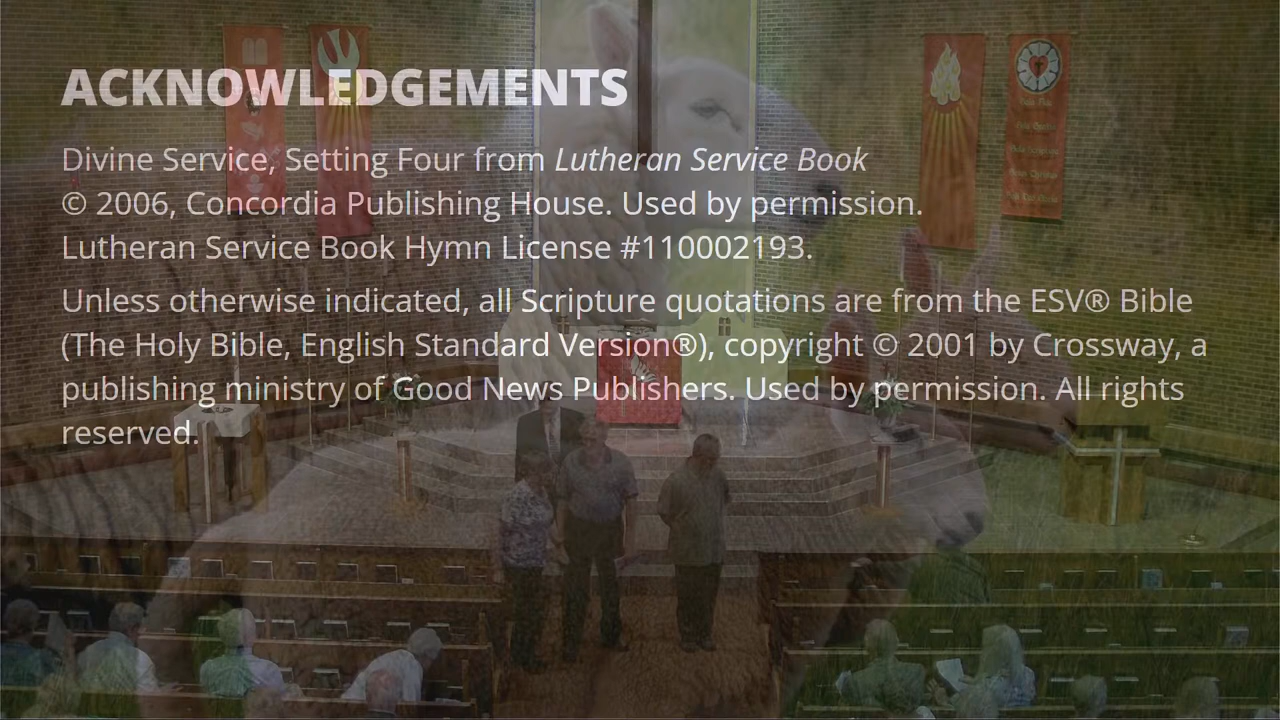 ACKNOWLEDGEMENTS
Divine Service, Setting Four from Lutheran Service Book
© 2006, Concordia Publishing House. Used by permission.
Lutheran Service Book Hymn License #110002193.
Unless otherwise indicated, all Scripture quotations are from the ESV® Bible
(The Holy Bible, English Standard Version®), copyright © 2001 by Crossway, a
publishing ministry of Good News Publishers. Used by permission. All rights
reserved.